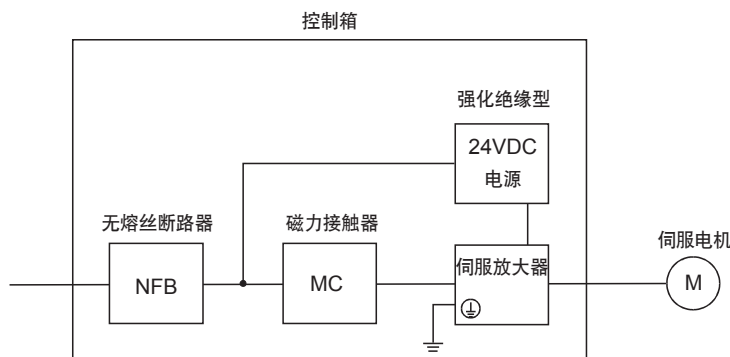 控制箱
强化绝缘型
24VDC
电源
无熔丝断路器
磁力接触器
伺服电机
NFB
MC
伺服放大器
M